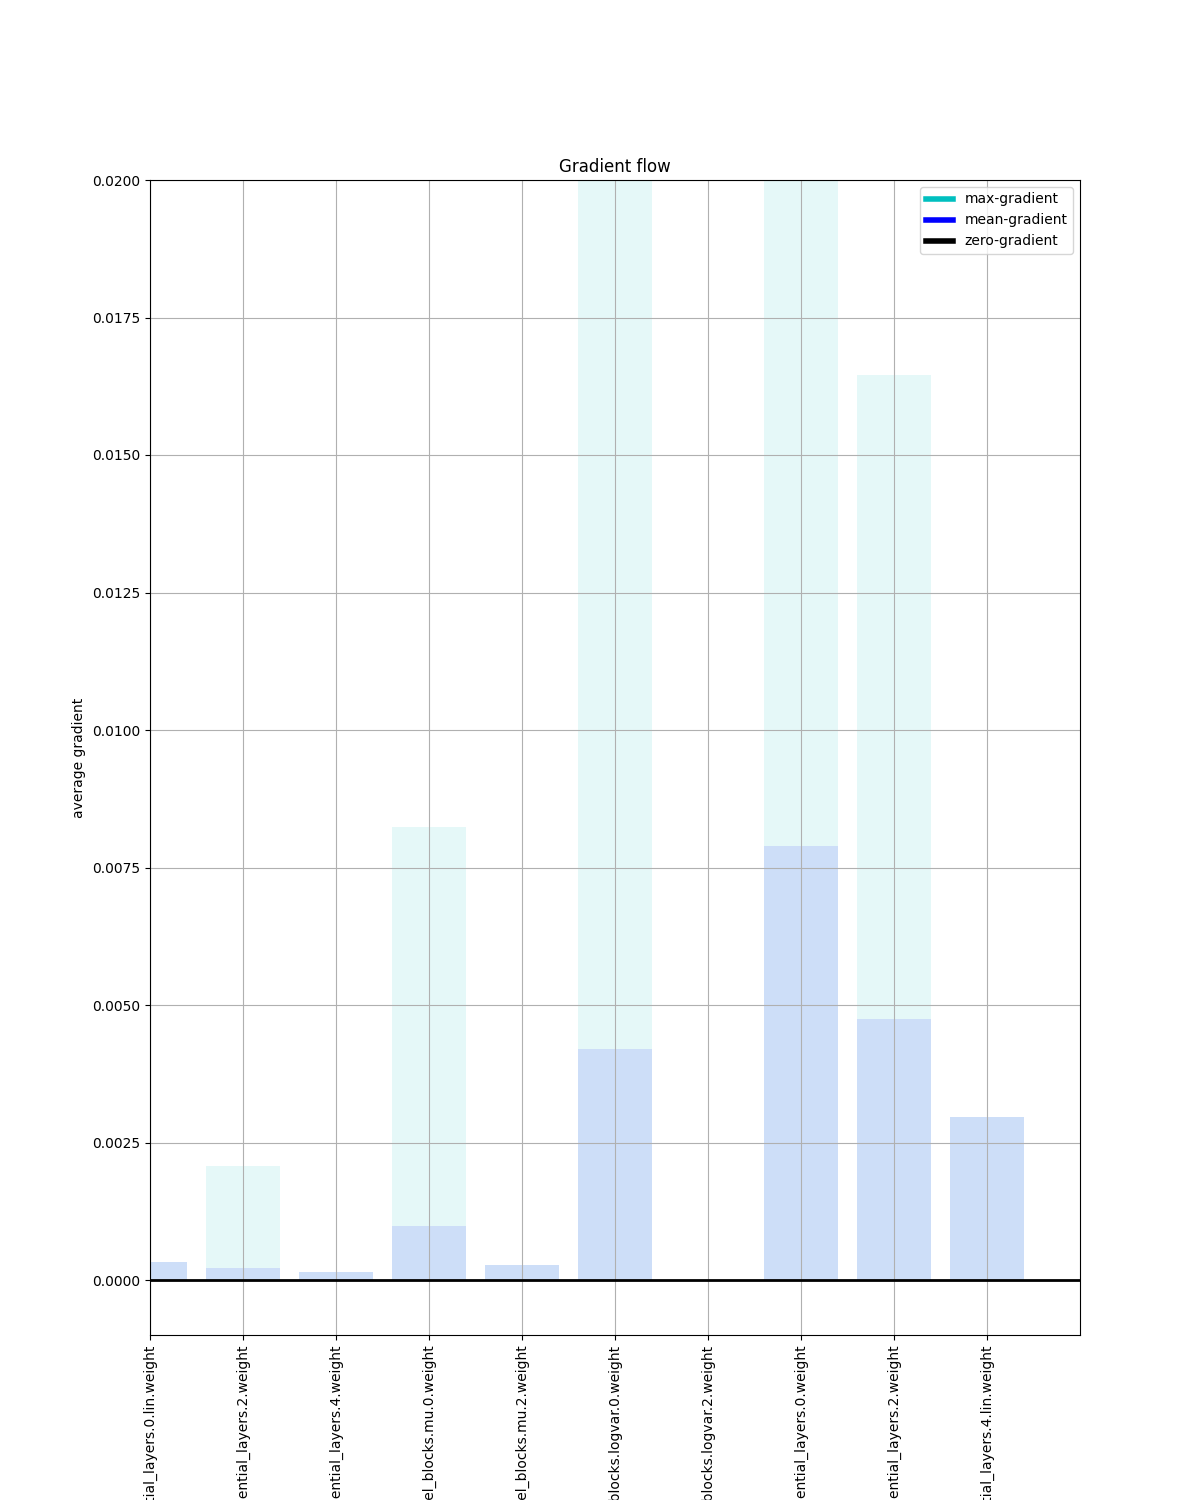 Gradient flow
max-gradient
mean-gradient
zero-gradient
0.0200
0.0175
0.0150
0.0125
0.0100
0.0075
0.0050
0.0025
0.0000
average gradient
tial_layers.0.lin.weight
ential_layers.2.weight
ential_layers.4.weight
el_blocks.mu.0.weight
el_blocks.mu.2.weight
blocks.logvar.0.weight
blocks.logvar.2.weight
ential_layers.0.weight
ential_layers.2.weight
tial_layers.4.lin.weight